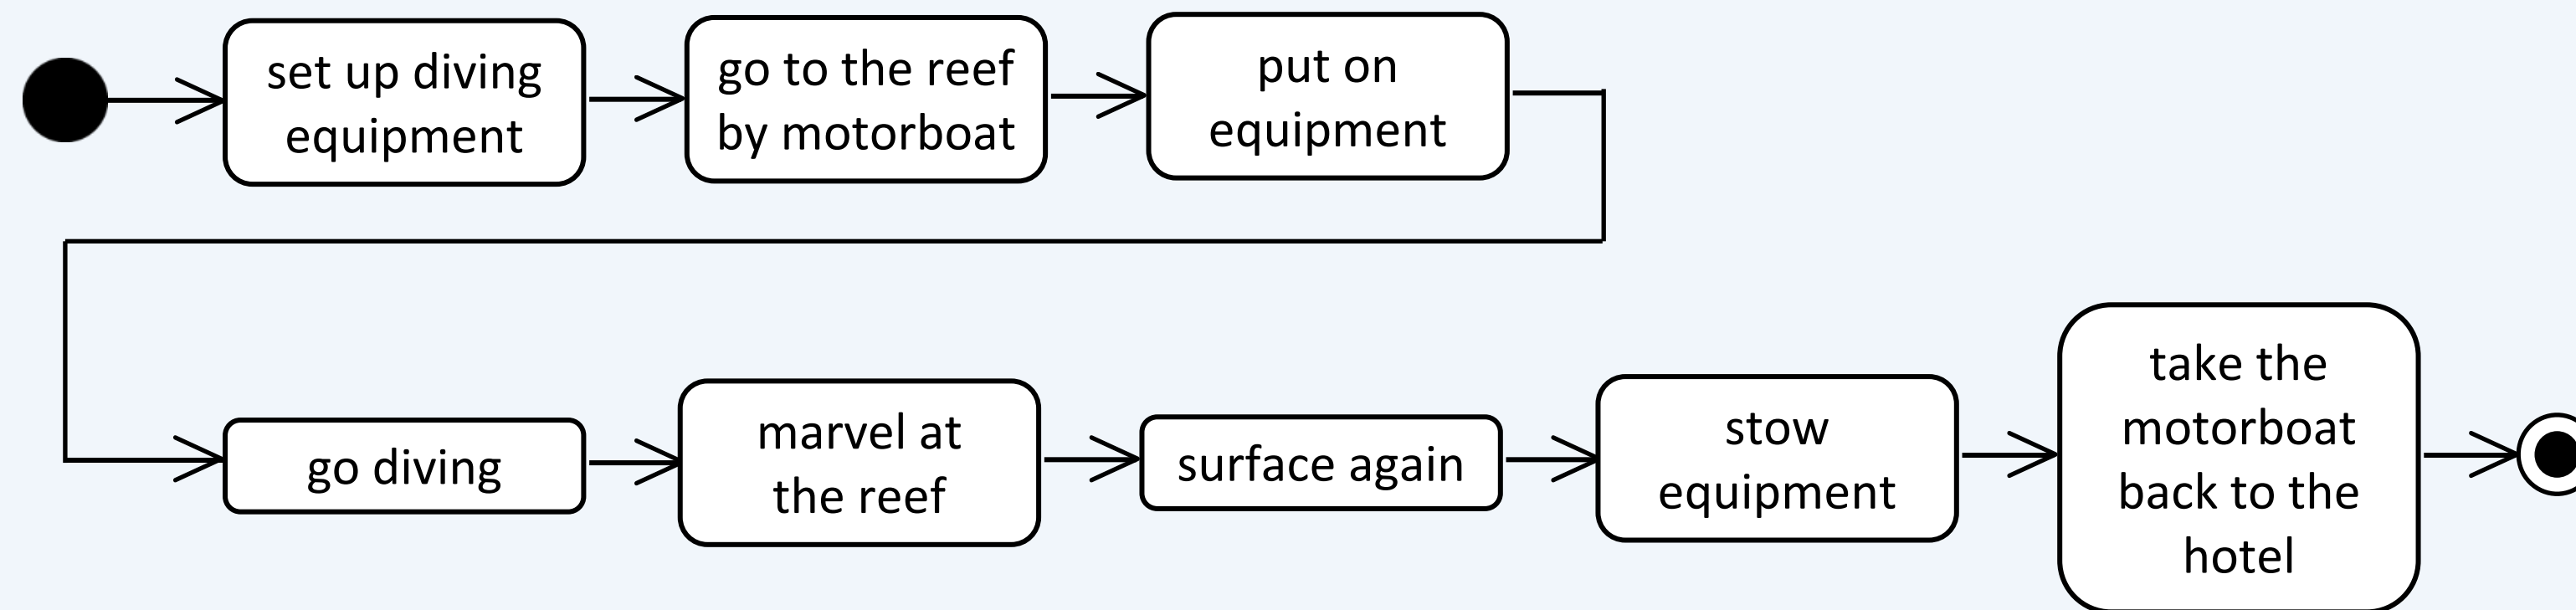 set up diving
equipment
go to the reef
by motorboat
put on
equipment
go diving
marvel at
the reef
surface again
stow
equipment
take the
motorboat
back to the
hotel